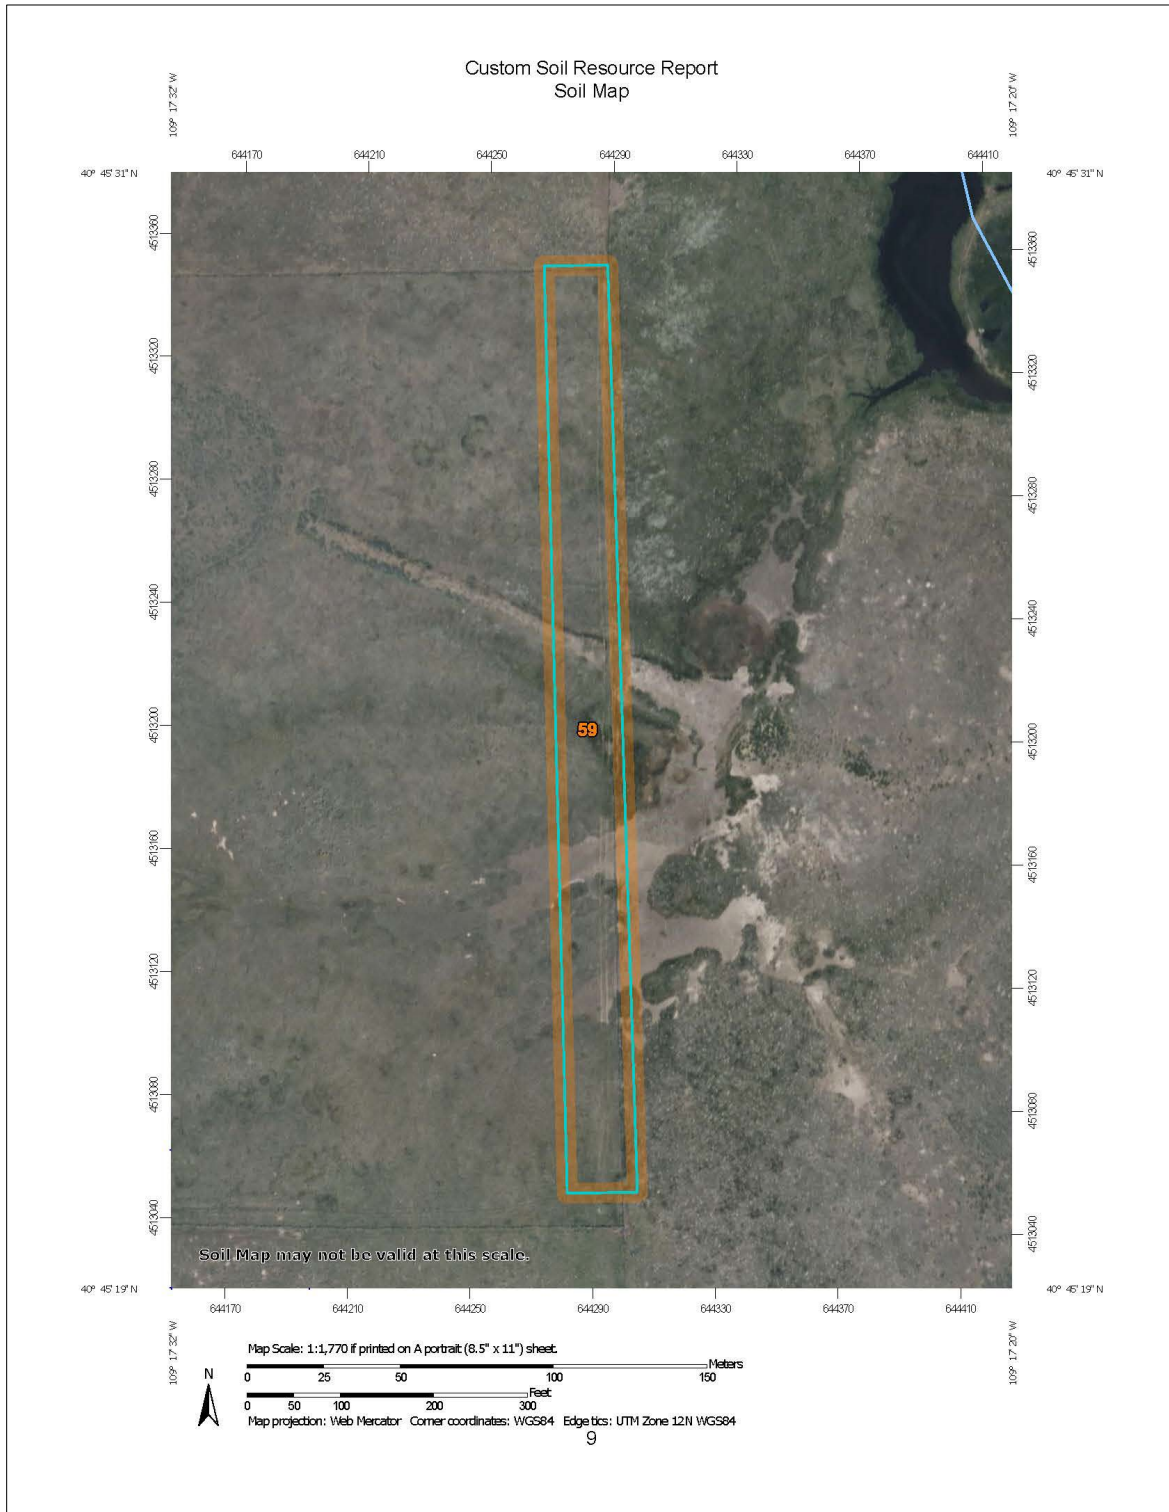 Custom Soil Resource Report
Soil Map
109° 17' 32" W
109° 17' 20" W
644170 644210 644250 644290 644330 644370 644410
40° 45' 31" N
40° 45' 31" N
4513360
4513360
4513320
4513320
4513280
4513280
4513240
4513240
4513200
59
4513200
4513160
4513160
4513120
4513120
4513080
4513080
4513040
4513040
Soil Map may not be valid at this scale.
40° 45' 19" N
40° 45' 19" N
644170 644210 644250 644290 644330 644370 644410
109° 17' 32" W
109° 17' 20" W
Map Scale: 1:1,770 if printed on A portrait (8.5" x 11") sheet.
N
Meters
0 25 50 100 150
Feet
0 50 100 200 300
Map projection: Web Mercator Corner coordinates: WGS84 Edge tics: UTM Zone 12N WGS84
9